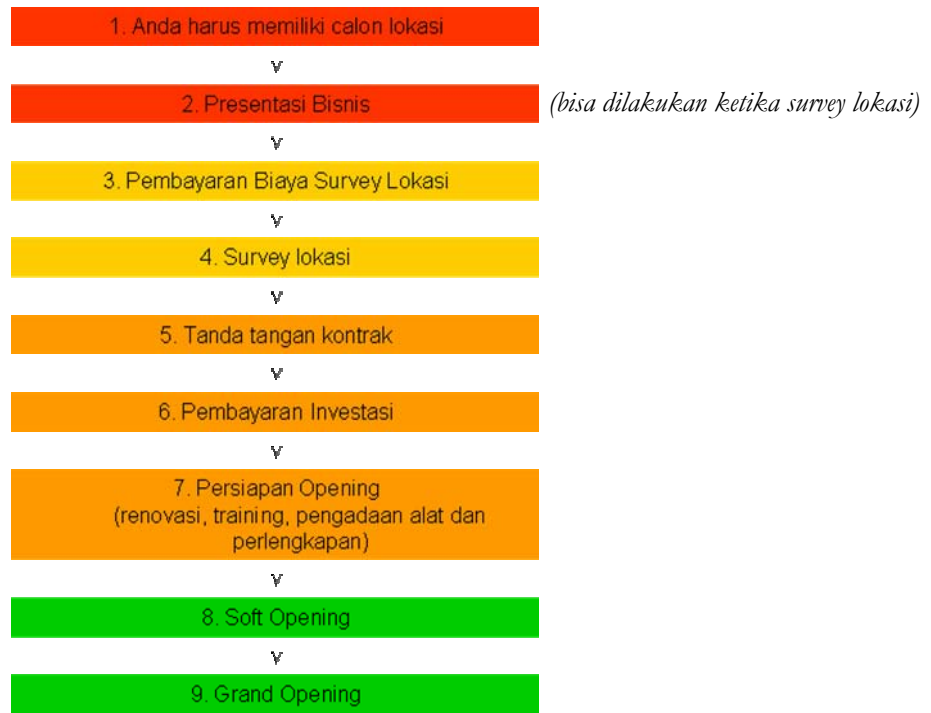 1. Anda harus memiliki calon lokasi
v
2. Presentasi Bisnis (bisa dilakukan ketika survey lokasi)
v
3. Pembayaran Biaya Survey Lokasi
v
4. Survey lokasi
v
5. Tanda tangan kontrak
v
6. Pembayaran Investasi
v
7. Persiapan Opening
(renovasi, training, pengadaan alat dan
perlengkapan)
v
8. Soft Opening
v
9. Grand Opening